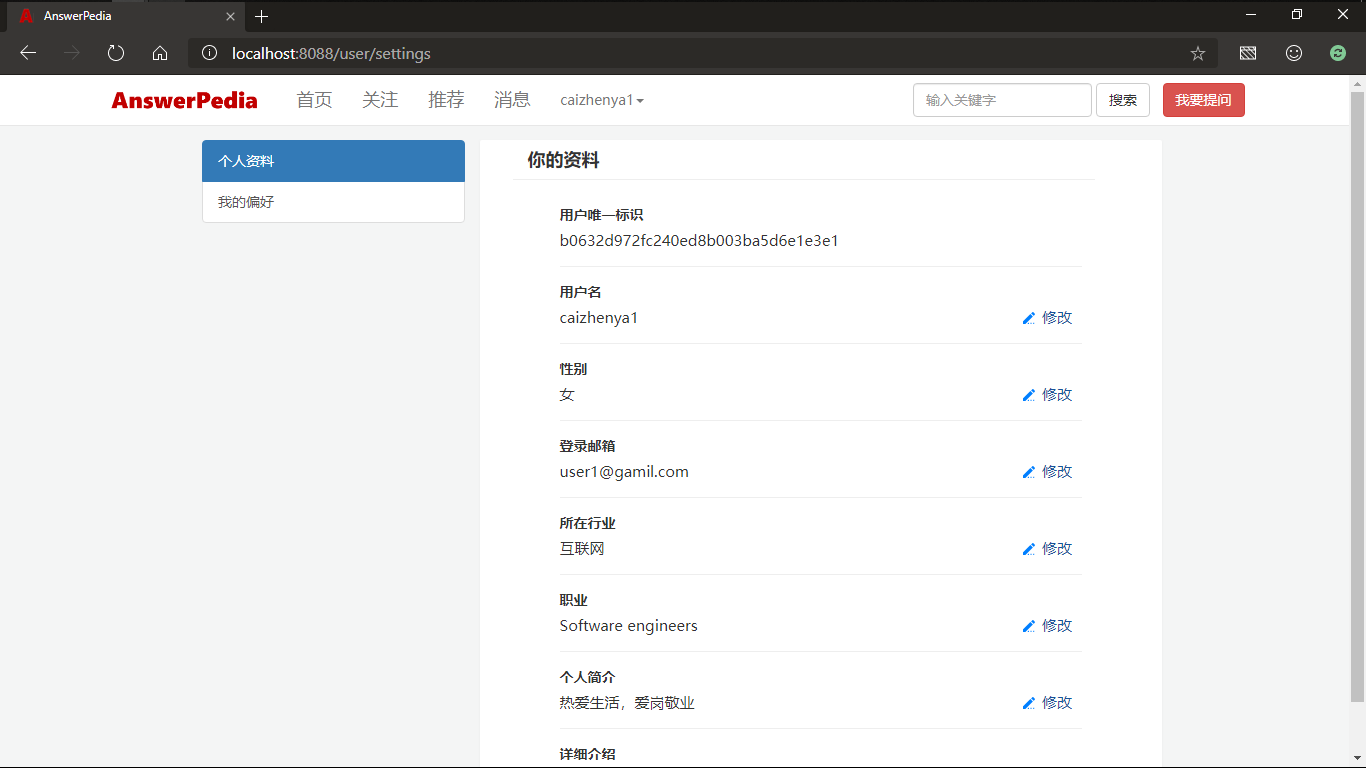 AnswerPedia
localhost:8088/user/settings
AnswerPedia 首页 关注 推荐 消息 caizhenya1 输入关键字 搜索 我要提问
个人资料
我的偏好
你的资料
用户唯一标识
b0632d972fc240ed8b003ba5d6e1e3e1
用户名
caizhenya1 修改
性别
女 修改
登录邮箱
user1@gamil.com 修改
所在行业
互联网 修改
职业
Software engineers 修改
个人简介
热爱生活，爱岗敬业 修改
详细介绍